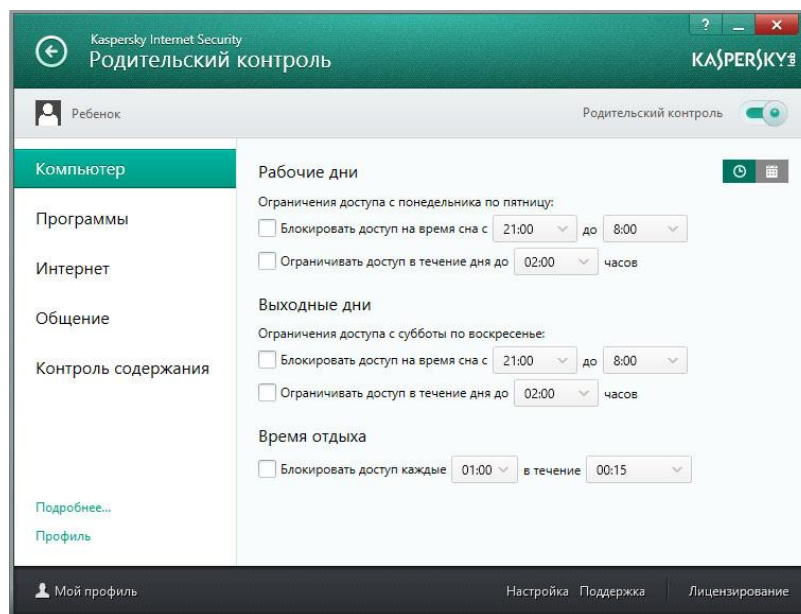 ?
Kaspersky Internet Security
Родительский контроль
KASPERSKY LAB
Ребенок
Родительский контроль
Компьютер
Программы
Интернет
Общение
Контроль содержания
Подробнее...
Профиль
Рабочие дни
Ограничения доступа с понедельника по пятницу:
Блокировать доступ на время сна с 21:00 до 8:00
Ограничивать доступ в течение дня до 02:00 часов
Выходные дни
Ограничения доступа с субботы по воскресенье:
Блокировать доступ на время сна с 21:00 до 8:00
Ограничивать доступ в течение дня до 02:00 часов
Время отдыха
Блокировать доступ каждые 01:00 в течение 00:15
Мой профиль
Настройка Поддержка Лицензирование